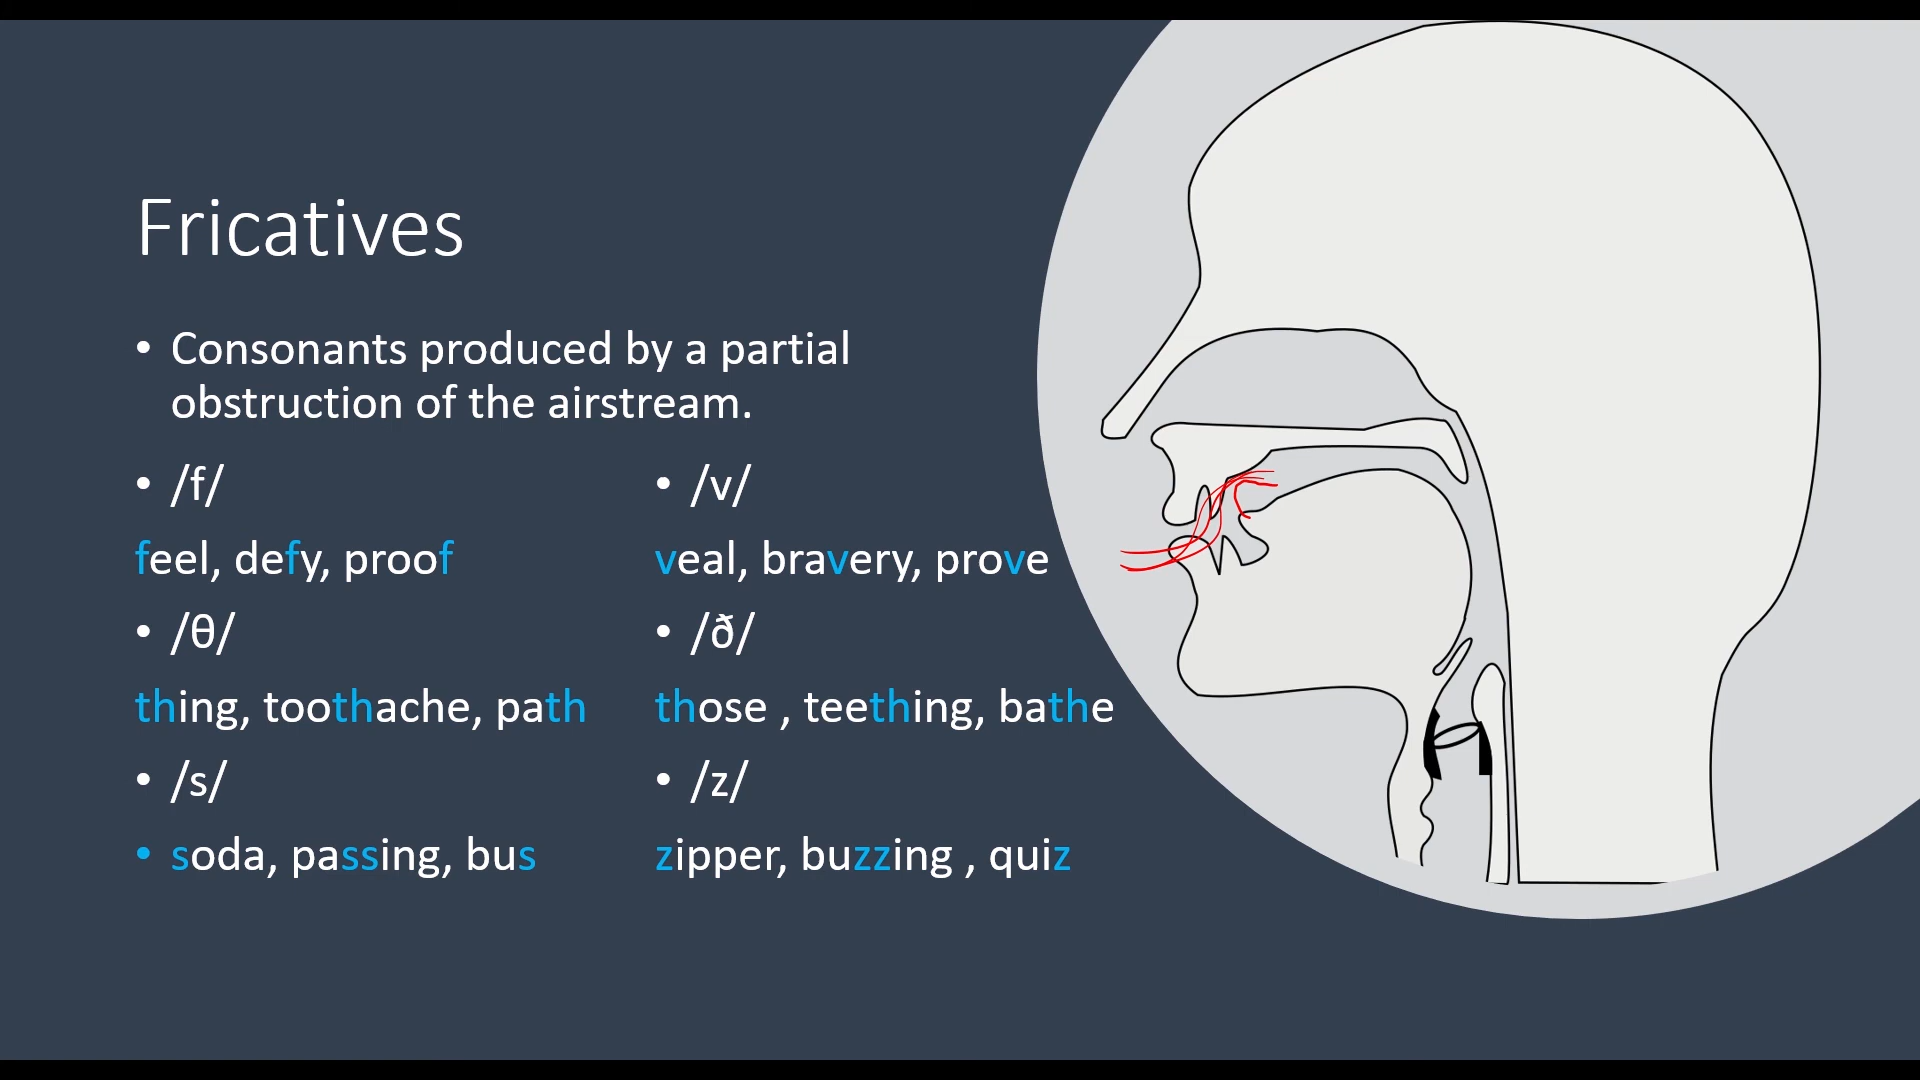 Fricatives
• Consonants produced by a partial
obstruction of the airstream.
• /f/
feel, defy, proof
• /θ/
thing, toothache, path
• /s/
• soda, passing, bus
• /v/
veal, bravery, prove
• /ð/
those , teething, bathe
• /z/
zipper, buzzing , quiz